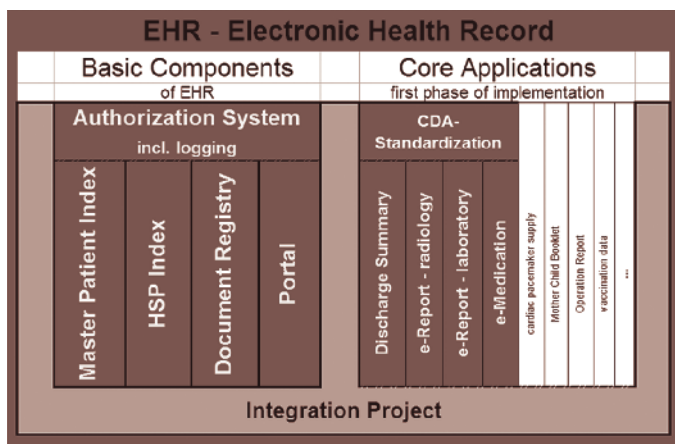 EHR - Electronic Health Record
Basic Components
of EHR
Core Applications
first phase of implementation
Authorization System
incl. logging
Master Patient Index
HSP Index
Document Registry
Portal
CDA-
Standardization
Discharge Summary
e-Report - radiology
e-Report - laboratory
e-Medication
cardiac pacemaker supply
Mother Child Booklet
Operation Report
vaccination data
...
Integration Project